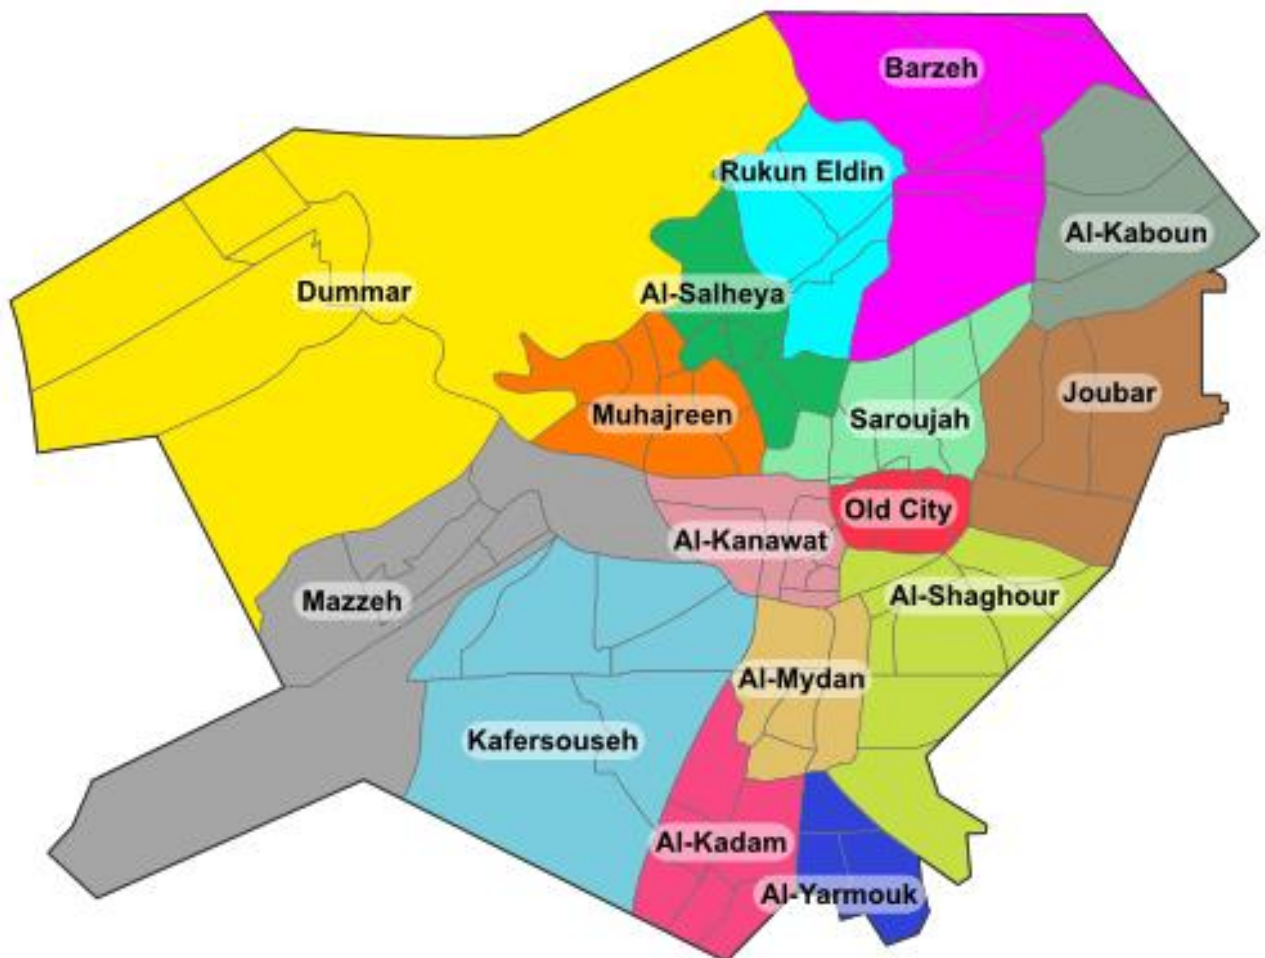 Barzeh
Rukun Eldin
Al-Kaboun
Dummar
Al-Salheya
Joubar
Muhajreen
Saroujah
Old City
Al-Kanawat
Mazzeh
Al-Shaghour
Al-Mydan
Kafersouseh
Al-Kadam
Al-Yarmouk